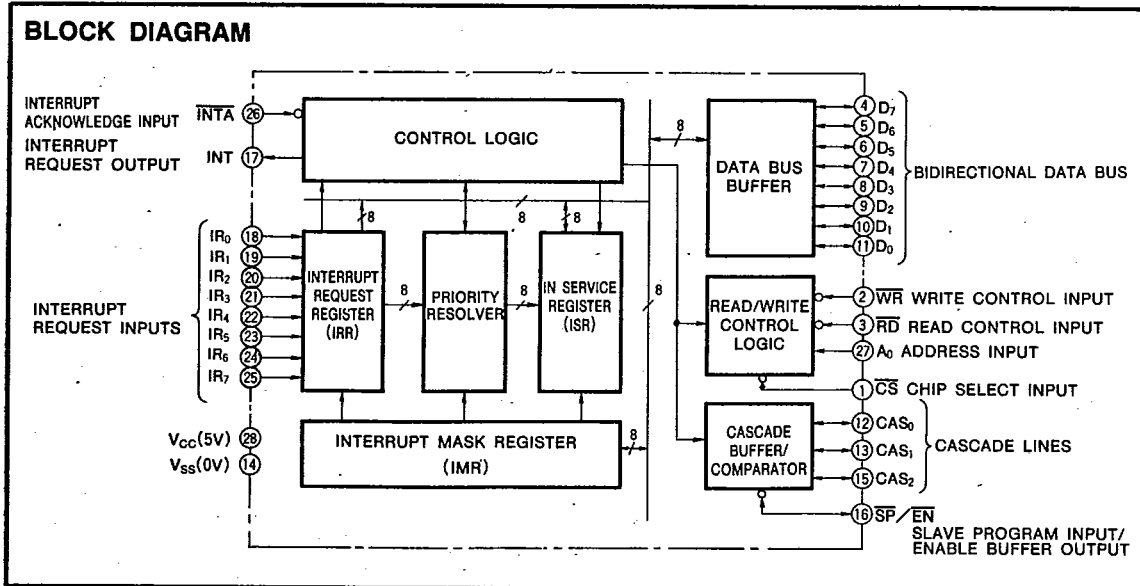 BLOCK DIAGRAM
INTERRUPT
ACKNOWLEDGE INPUT
INTERRUPT
REQUEST OUTPUT
26 INTA
17 INT
CONTROL LOGIC
8
DATA BUS
BUFFER
4 D7
5 D6
6 D5
7 D4
8 D3
9 D2
10 D1
11 D0
BIDIRECTIONAL DATA BUS
8
8
8
INTERRUPT
REQUEST INPUTS
IR0 18
IR1 19
IR2 20
IR3 21
IR4 22
IR5 23
IR6 24
IR7 25
INTERRUPT
REQUEST
REGISTER
(IRR)
8
PRIORITY
RESOLVER
8
IN SERVICE
REGISTER
(ISR)
8
READ/WRITE
CONTROL
LOGIC
2 WR WRITE CONTROL INPUT
3 RD READ CONTROL INPUT
27 A0 ADDRESS INPUT
1 CS CHIP SELECT INPUT
VCC(5V) 28
VSS(0V) 14
INTERRUPT MASK REGISTER
(IMR)
8
CASCADE
BUFFER/
COMPARATOR
12 CAS0
13 CAS1
15 CAS2
CASCADE LINES
16 SP/EN
SLAVE PROGRAM INPUT/
ENABLE BUFFER OUTPUT